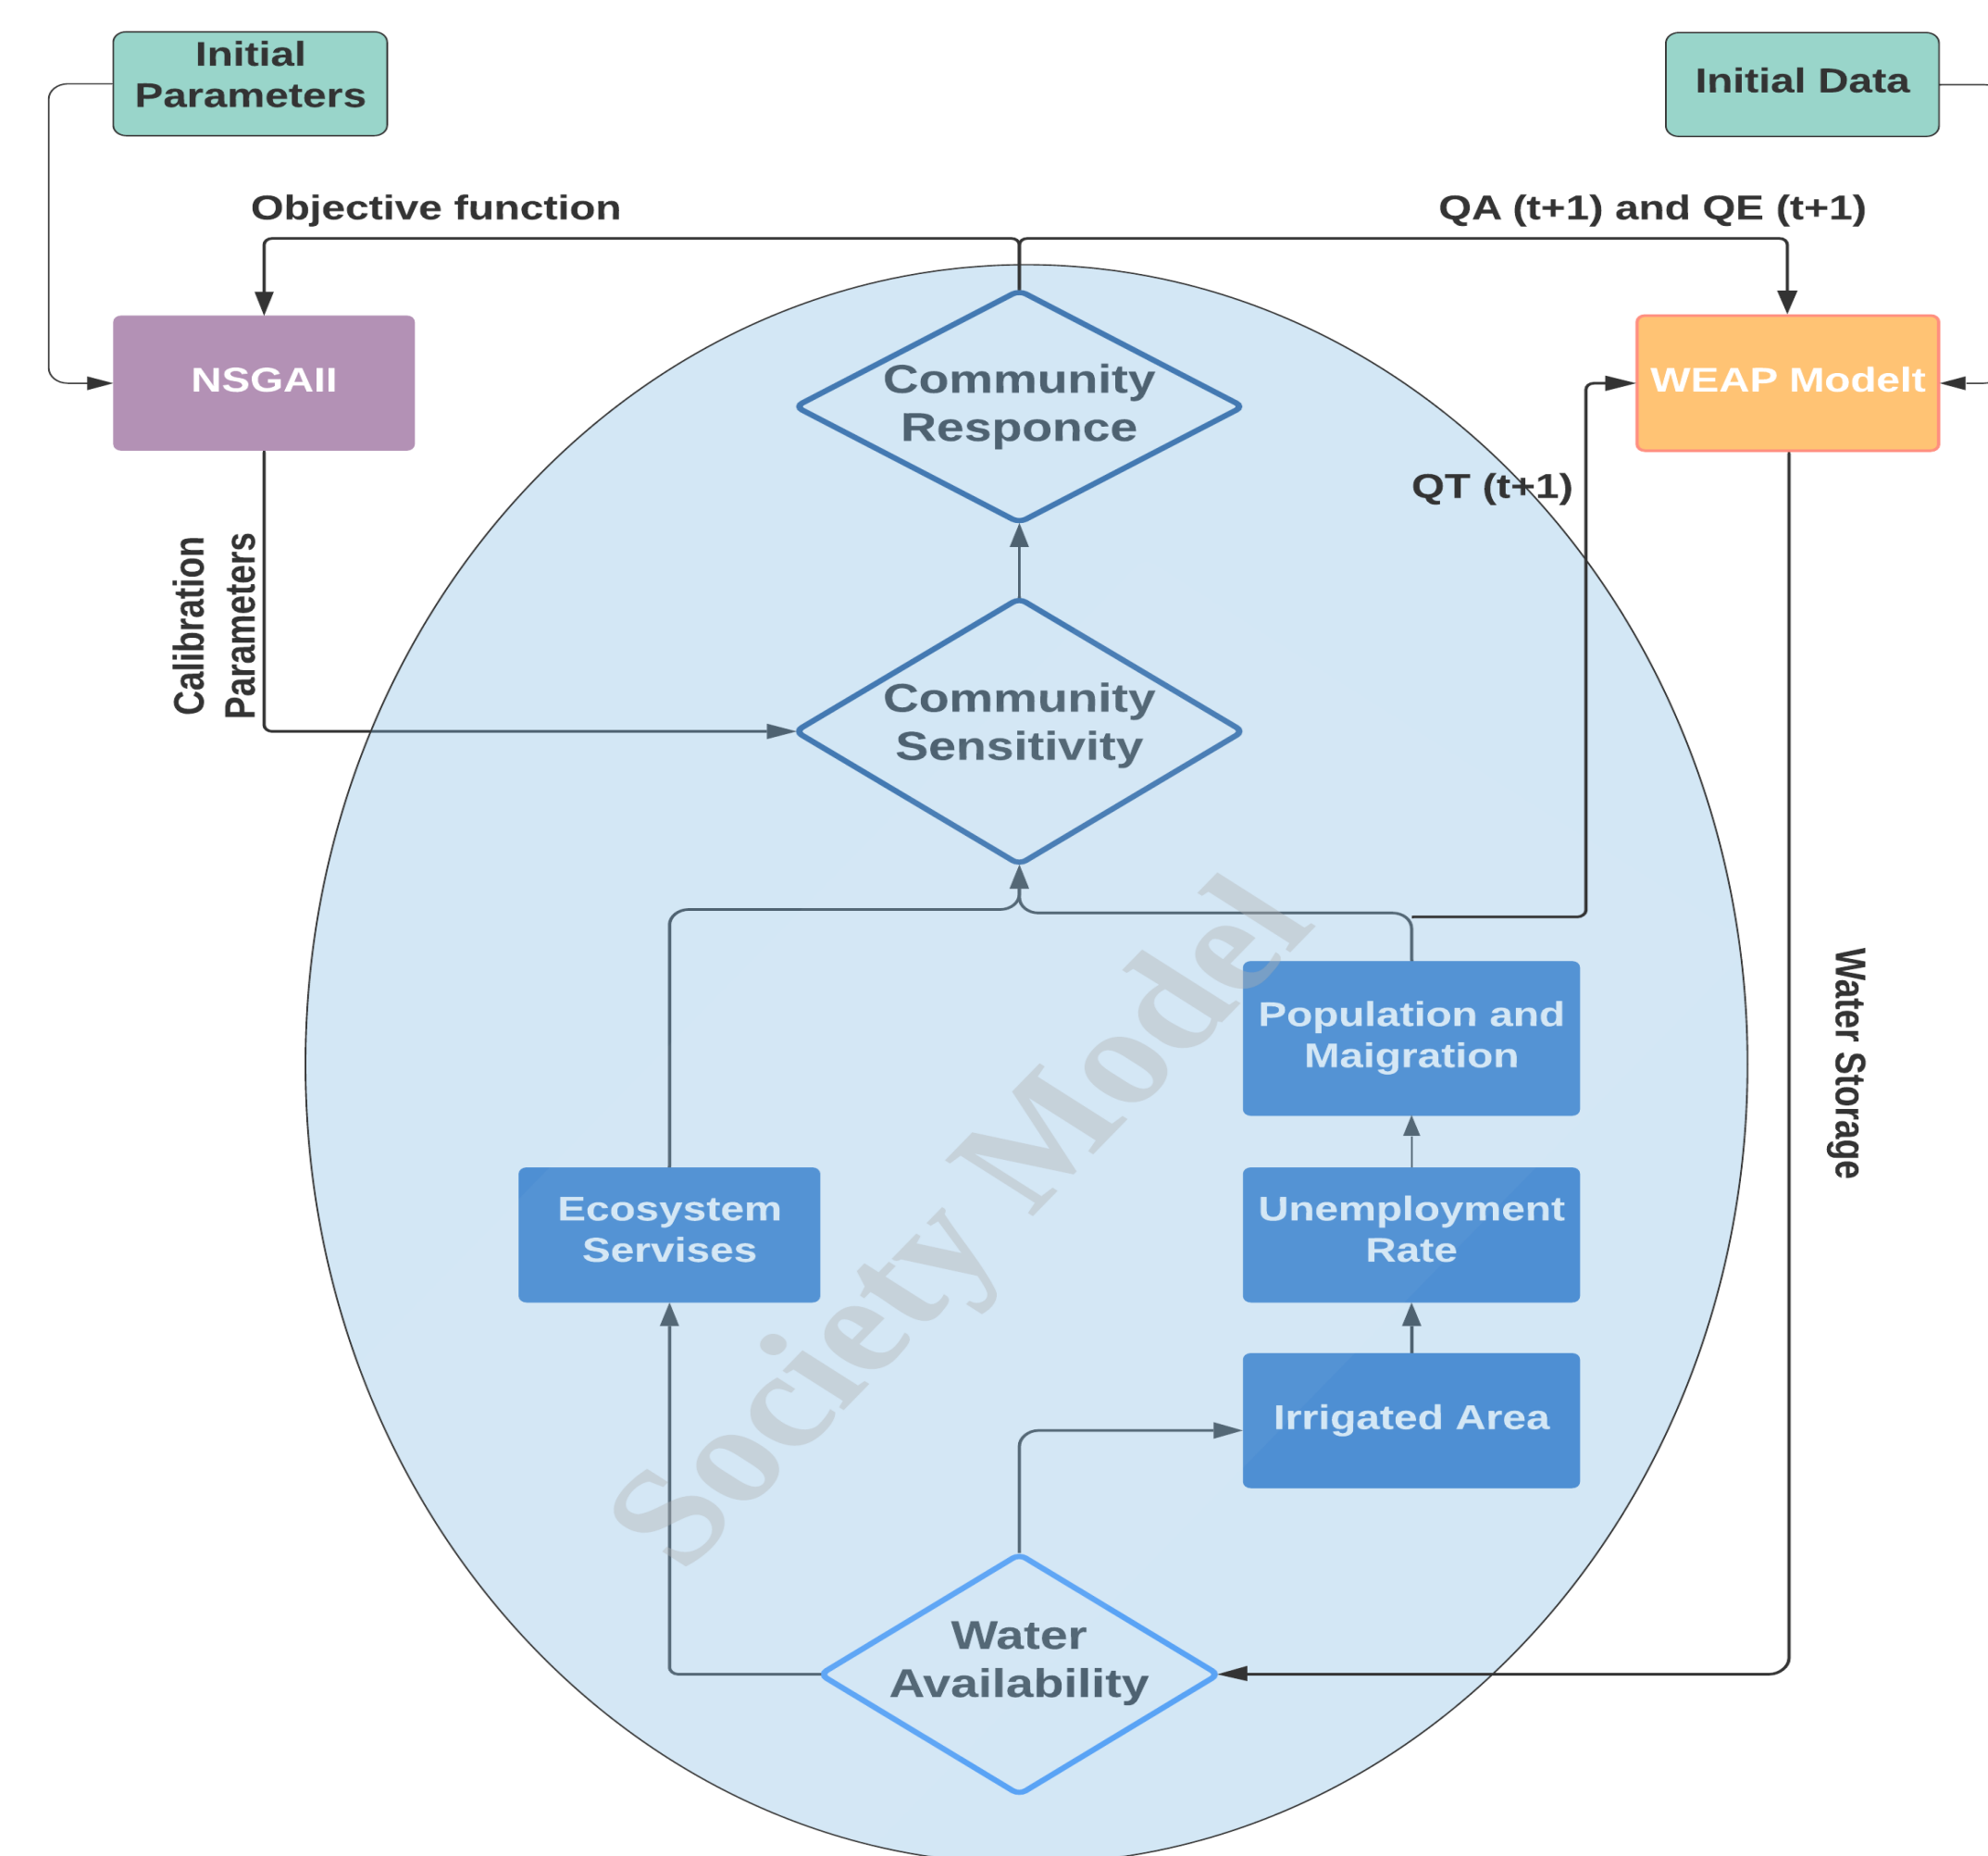 Initial
Parameters
Initial Data
Objective function
QA (t+1) and QE (t+1)
NSGAII
WEAP Modelt
Community
Responce
QT (t+1)
Calibration
Parameters
Community
Sensitivity
Society Model
Population and
Maigration
Water Storage
Ecosystem
Servises
Unemployment
Rate
Irrigated Area
Water
Availability